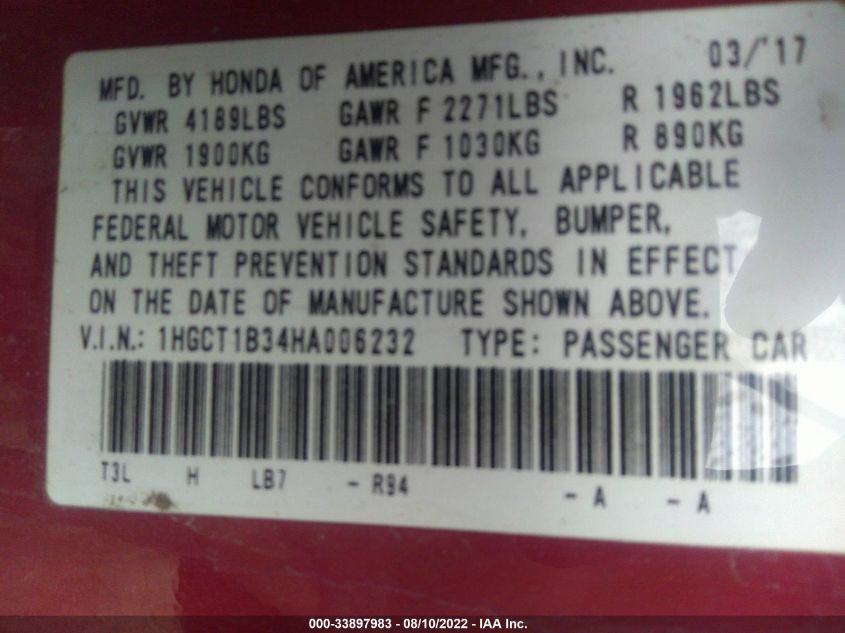 MFD. BY HONDA OF AMERICA MFG., INC. 03/'17
GVWR 4189LBS GAWR F 2271LBS R 1962LBS
GVWR 1900KG GAWR F 1030KG R 890KG
THIS VEHICLE CONFORMS TO ALL APPLICABLE
FEDERAL MOTOR VEHICLE SAFETY, BUMPER,
AND THEFT PREVENTION STANDARDS IN EFFECT
ON THE DATE OF MANUFACTURE SHOWN ABOVE.
V.I.N.: 1HGCT1B34HA006232 TYPE: PASSENGER CAR
T3L H LB7 - R94 - A - A
000-33897983 - 08/10/2022 - IAA Inc.